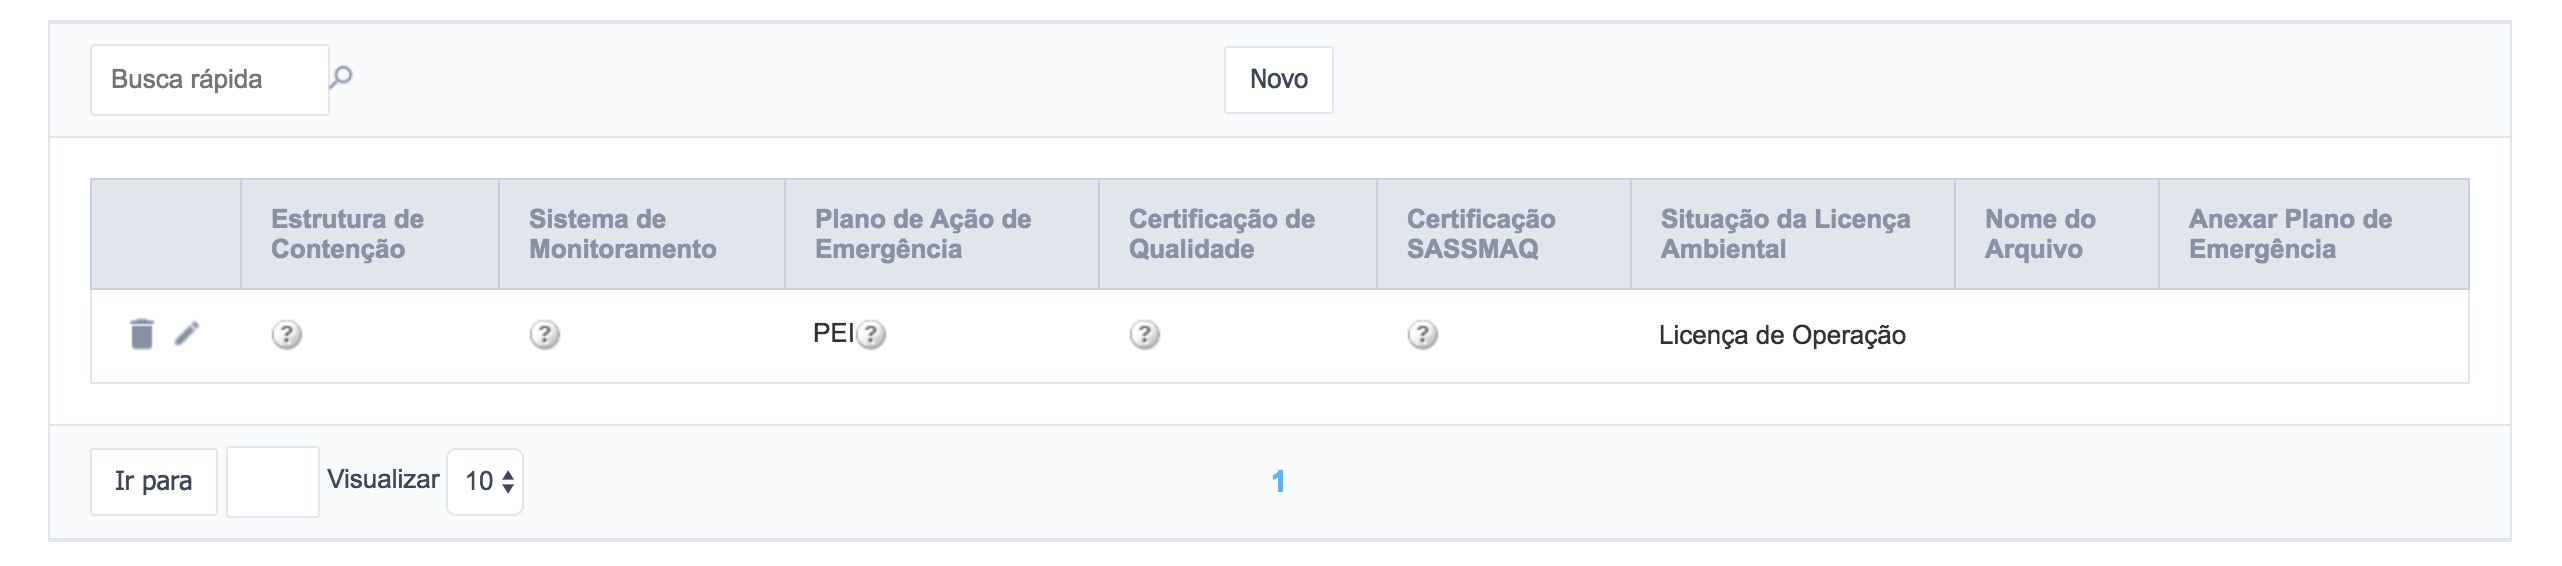 Busca rápida
Novo
Estrutura de
Contenção
Sistema de
Monitoramento
Plano de Ação de
Emergência
Certificação de
Qualidade
Certificação
SASSMAQ
Situação da Licença
Ambiental
Nome do
Arquivo
Anexar Plano de
Emergência
? ? PEI? ? ? Licença de Operação
Ir para Visualizar 10 1